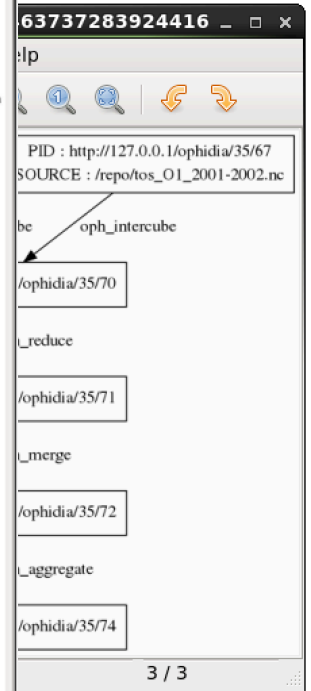 63737283924416
elp
PID : http://127.0.0.1/ophidia/35/67
SOURCE : /repo/tos_O1_2001-2002.nc
be oph_intercube
/ophidia/35/70
_reduce
/ophidia/35/71
_merge
/ophidia/35/72
_aggregate
/ophidia/35/74
3 / 3